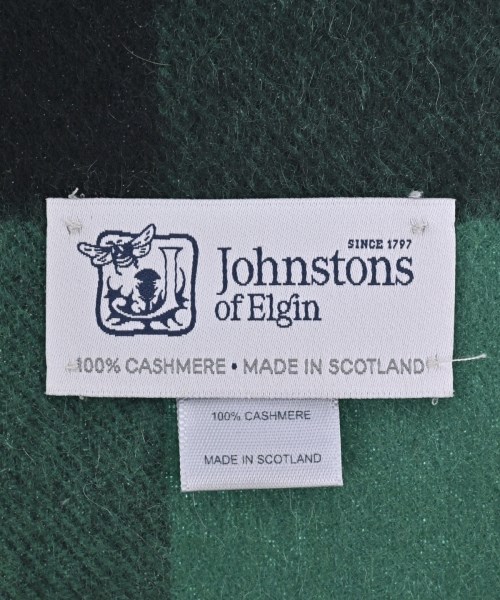 SINCE 1797
Johnstons
of Elgin
100% CASHMERE • MADE IN SCOTLAND
100% CASHMERE
MADE IN SCOTLAND